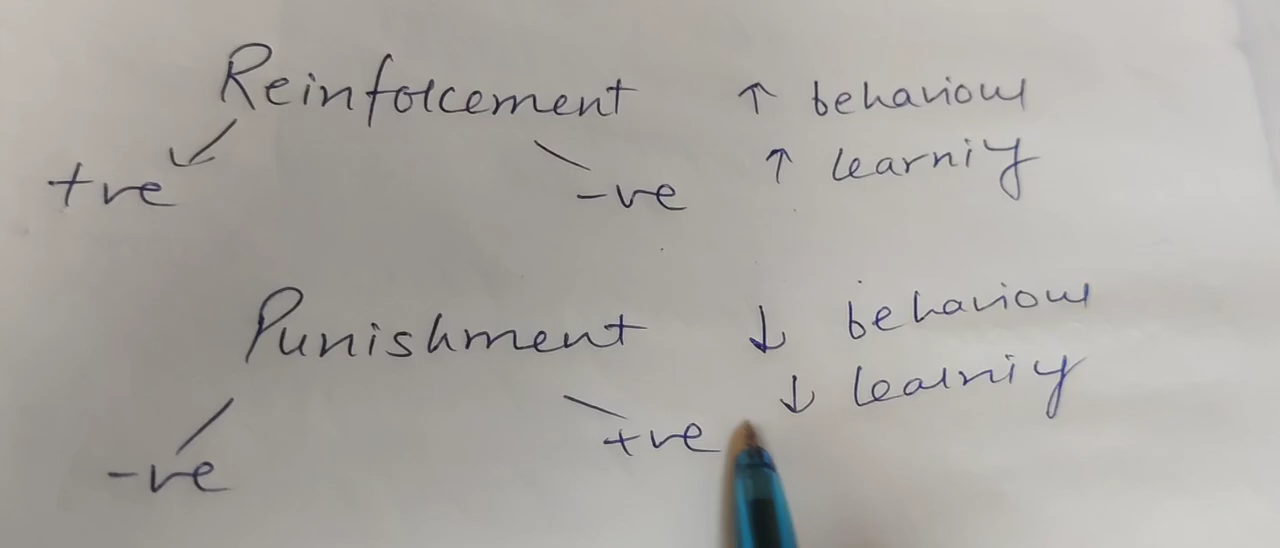 Reinforcement ↑ behaviour
↑ learning
+ve -ve
Punishment ↓ behaviour
↓ learning
-ve +ve